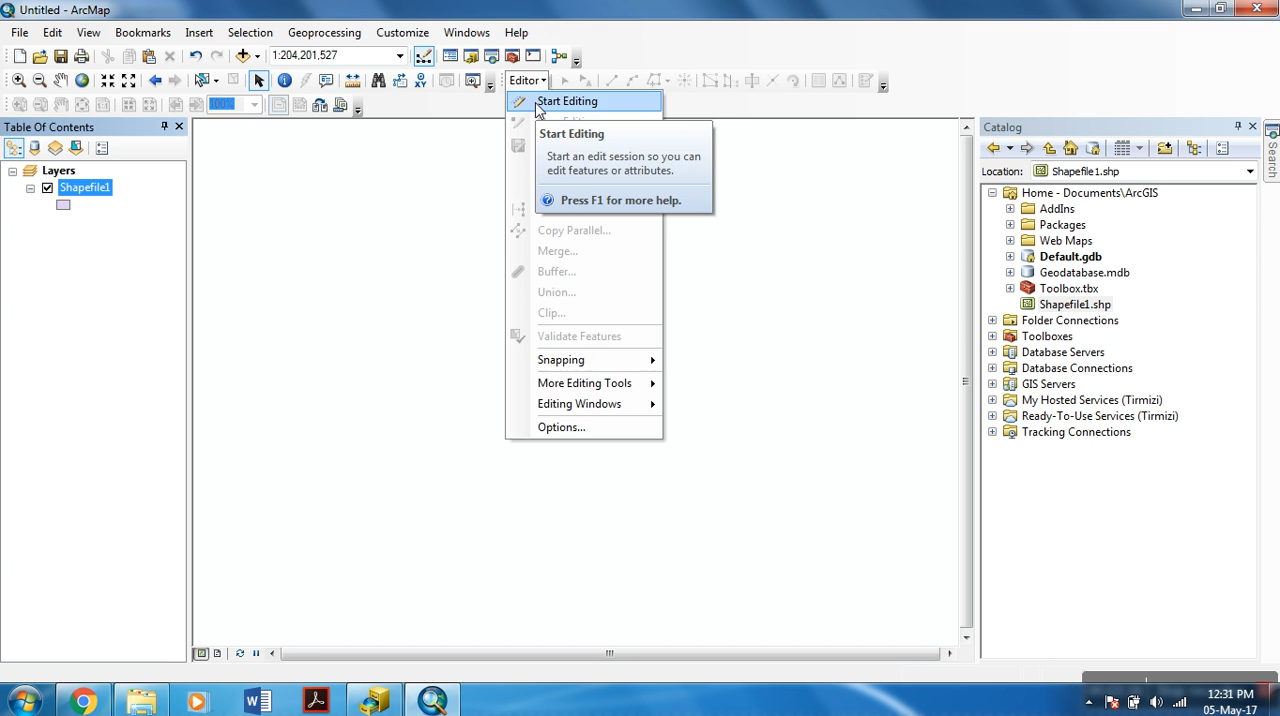 Untitled - ArcMap
File Edit View Bookmarks Insert Selection Geoprocessing Customize Windows Help
1:204,201,527
Editor
100%
Start Editing
Start Editing
Start an edit session so you can
edit features or attributes.
Press F1 for more help.
Copy Parallel...
Merge...
Buffer...
Union...
Clip...
Validate Features
Snapping
More Editing Tools
Editing Windows
Options...
Table Of Contents
Layers
Shapefile1
Catalog
Location: Shapefile1.shp
Home - Documents\ArcGIS
AddIns
Packages
Web Maps
Default.gdb
Geodatabase.mdb
Toolbox.tbx
Shapefile1.shp
Folder Connections
Toolboxes
Database Servers
Database Connections
GIS Servers
My Hosted Services (Tirmizi)
Ready-To-Use Services (Tirmizi)
Tracking Connections
Search
12:31 PM
05-May-17